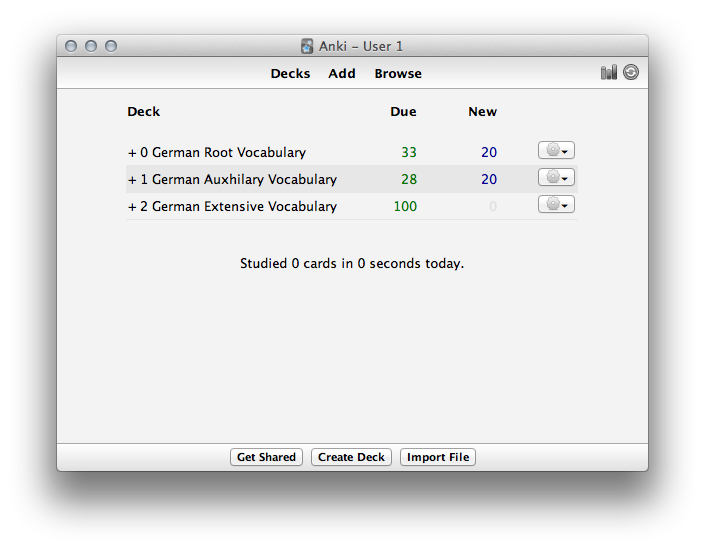 Anki – User 1
Decks Add Browse
Deck Due New
+ 0 German Root Vocabulary 33 20
+ 1 German Auxhilary Vocabulary 28 20
+ 2 German Extensive Vocabulary 100 0
Studied 0 cards in 0 seconds today.
Get Shared Create Deck Import File